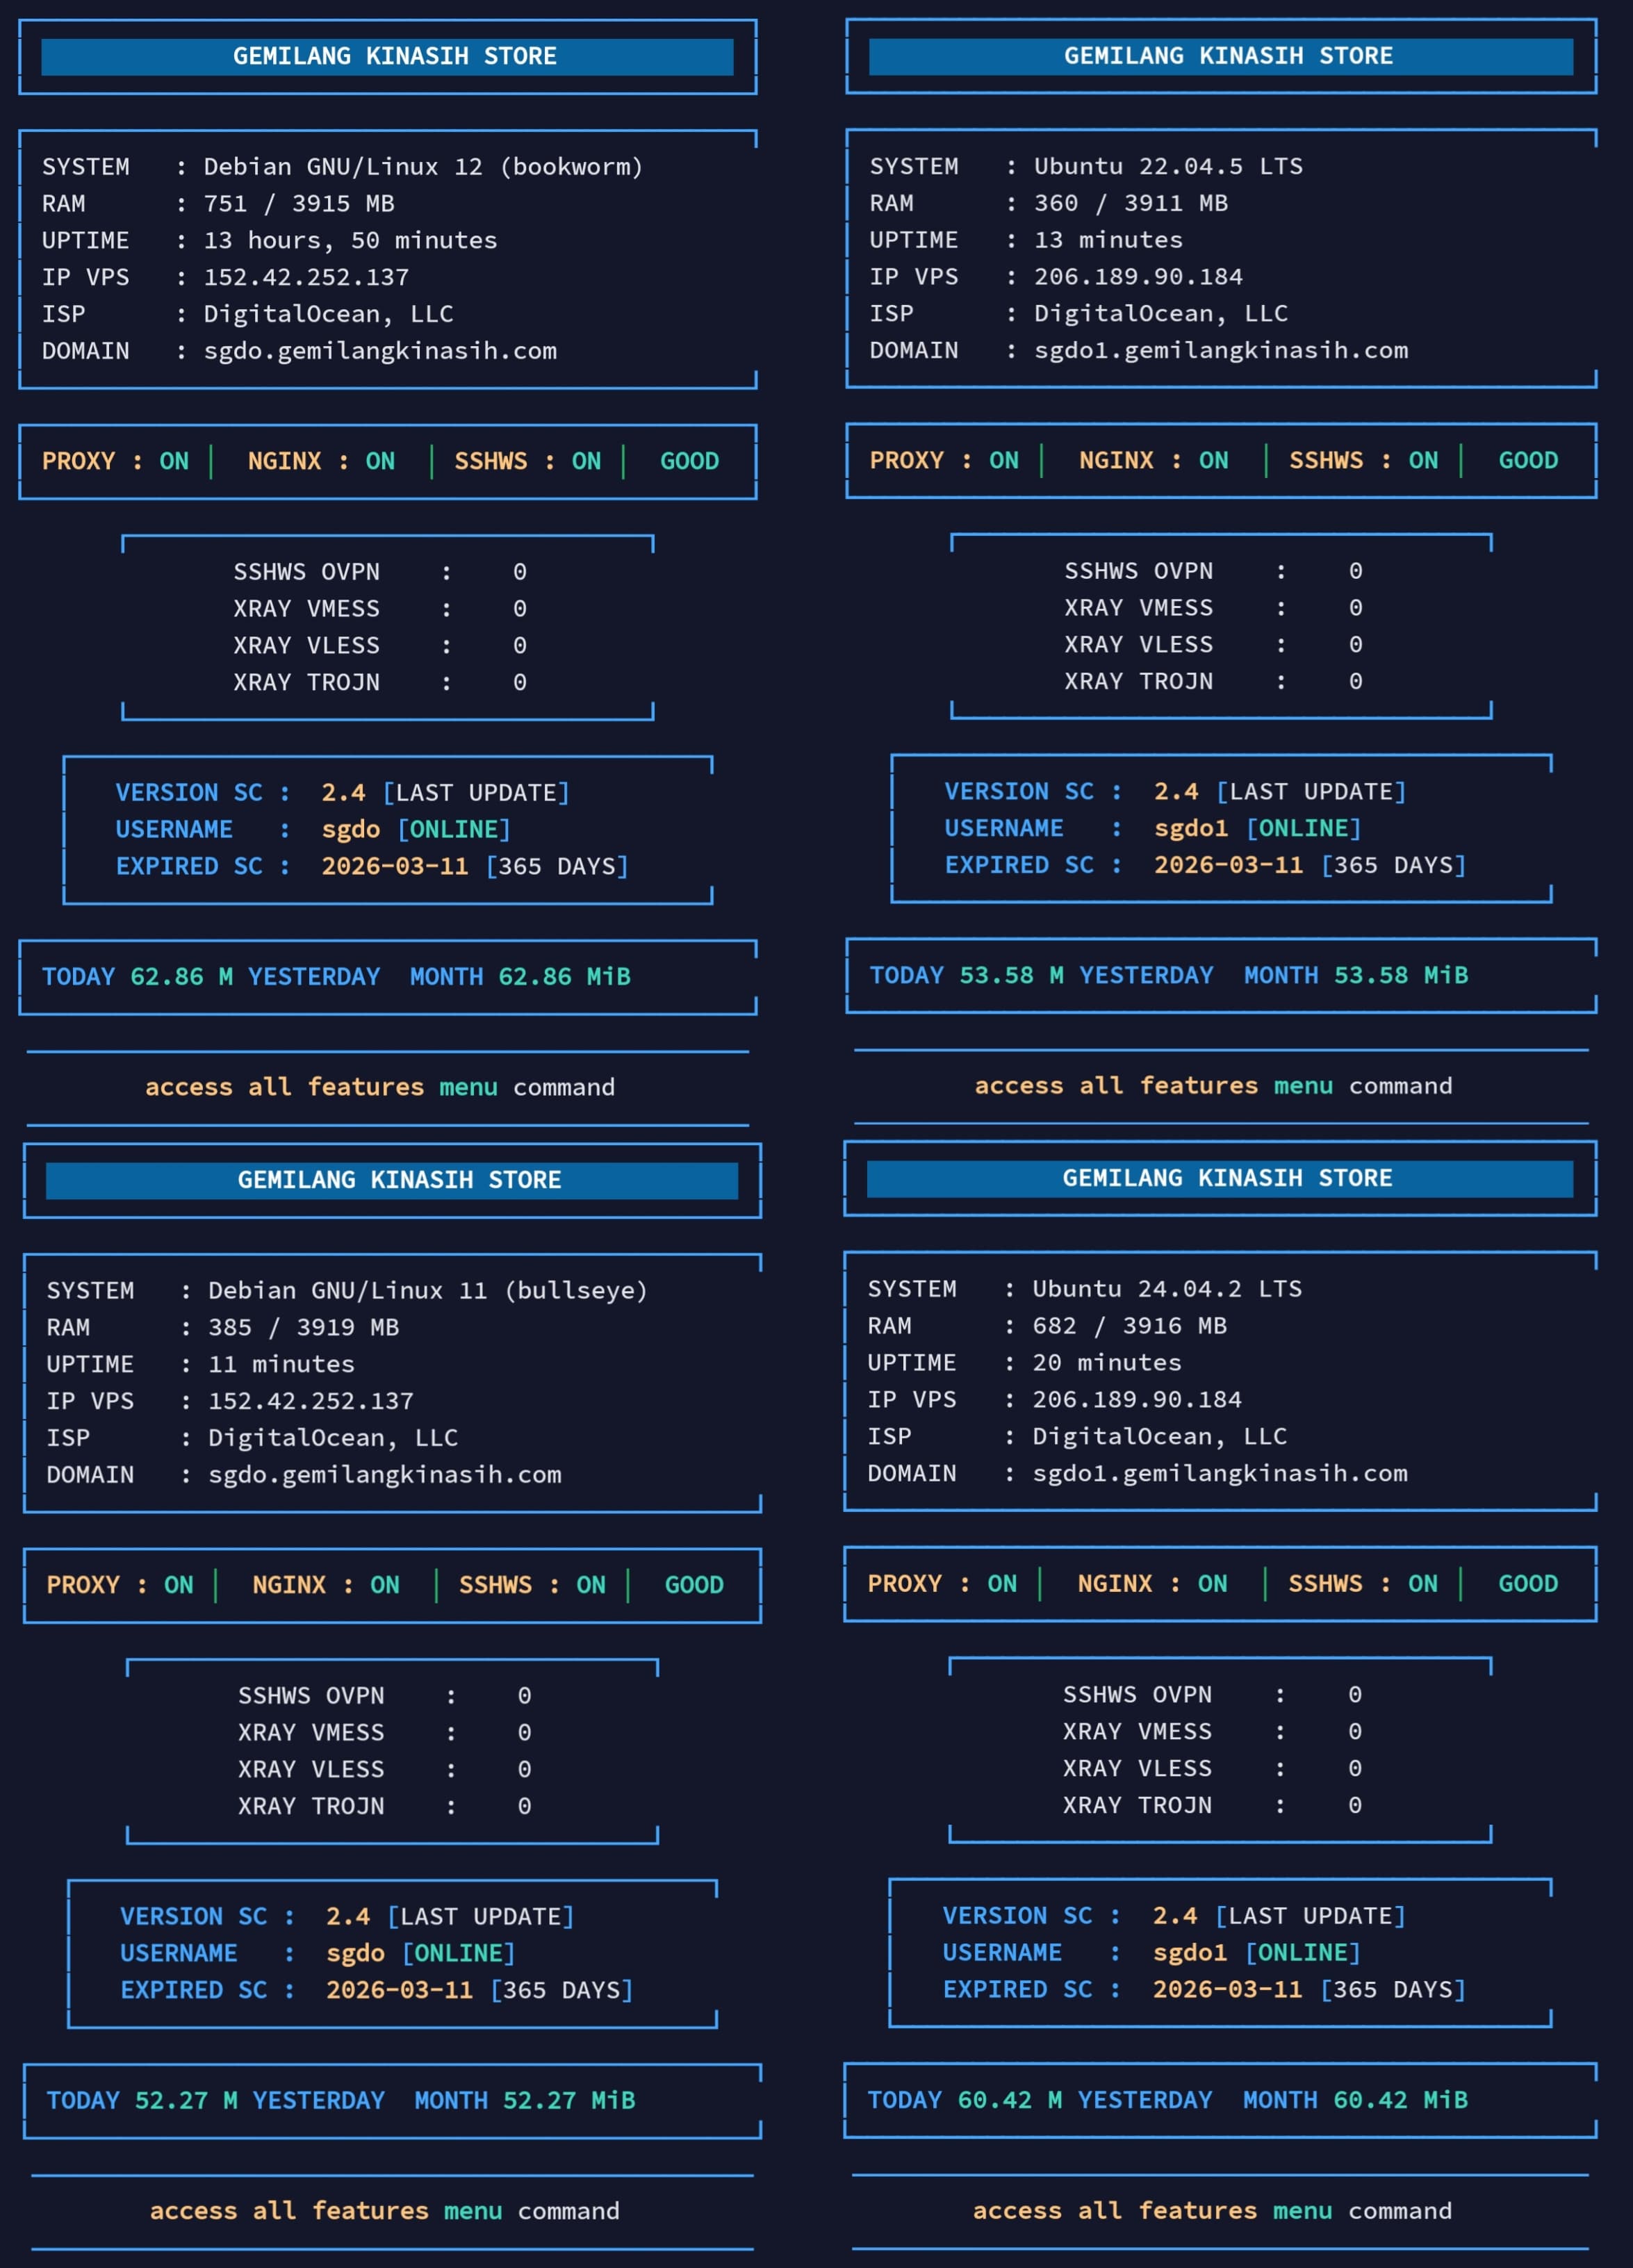 GEMILANG KINASIH STORE
SYSTEM : Debian GNU/Linux 12 (bookworm)
RAM : 751 / 3915 MB
UPTIME : 13 hours, 50 minutes
IP VPS : 152.42.252.137
ISP : DigitalOcean, LLC
DOMAIN : sgdo.gemilangkinasih.com
PROXY : ON │ NGINX : ON │ SSHWS : ON │ GOOD
SSHWS OVPN : 0
XRAY VMESS : 0
XRAY VLESS : 0
XRAY TROJN : 0
VERSION SC : 2.4 [LAST UPDATE]
USERNAME : sgdo [ONLINE]
EXPIRED SC : 2026-03-11 [365 DAYS]
TODAY 62.86 M YESTERDAY MONTH 62.86 MiB
access all features menu command
GEMILANG KINASIH STORE
SYSTEM : Ubuntu 22.04.5 LTS
RAM : 360 / 3911 MB
UPTIME : 13 minutes
IP VPS : 206.189.90.184
ISP : DigitalOcean, LLC
DOMAIN : sgdo1.gemilangkinasih.com
PROXY : ON │ NGINX : ON │ SSHWS : ON │ GOOD
SSHWS OVPN : 0
XRAY VMESS : 0
XRAY VLESS : 0
XRAY TROJN : 0
VERSION SC : 2.4 [LAST UPDATE]
USERNAME : sgdo1 [ONLINE]
EXPIRED SC : 2026-03-11 [365 DAYS]
TODAY 53.58 M YESTERDAY MONTH 53.58 MiB
access all features menu command
GEMILANG KINASIH STORE
SYSTEM : Debian GNU/Linux 11 (bullseye)
RAM : 385 / 3919 MB
UPTIME : 11 minutes
IP VPS : 152.42.252.137
ISP : DigitalOcean, LLC
DOMAIN : sgdo.gemilangkinasih.com
PROXY : ON │ NGINX : ON │ SSHWS : ON │ GOOD
SSHWS OVPN : 0
XRAY VMESS : 0
XRAY VLESS : 0
XRAY TROJN : 0
VERSION SC : 2.4 [LAST UPDATE]
USERNAME : sgdo [ONLINE]
EXPIRED SC : 2026-03-11 [365 DAYS]
TODAY 52.27 M YESTERDAY MONTH 52.27 MiB
access all features menu command
GEMILANG KINASIH STORE
SYSTEM : Ubuntu 24.04.2 LTS
RAM : 682 / 3916 MB
UPTIME : 20 minutes
IP VPS : 206.189.90.184
ISP : DigitalOcean, LLC
DOMAIN : sgdo1.gemilangkinasih.com
PROXY : ON │ NGINX : ON │ SSHWS : ON │ GOOD
SSHWS OVPN : 0
XRAY VMESS : 0
XRAY VLESS : 0
XRAY TROJN : 0
VERSION SC : 2.4 [LAST UPDATE]
USERNAME : sgdo1 [ONLINE]
EXPIRED SC : 2026-03-11 [365 DAYS]
TODAY 60.42 M YESTERDAY MONTH 60.42 MiB
access all features menu command